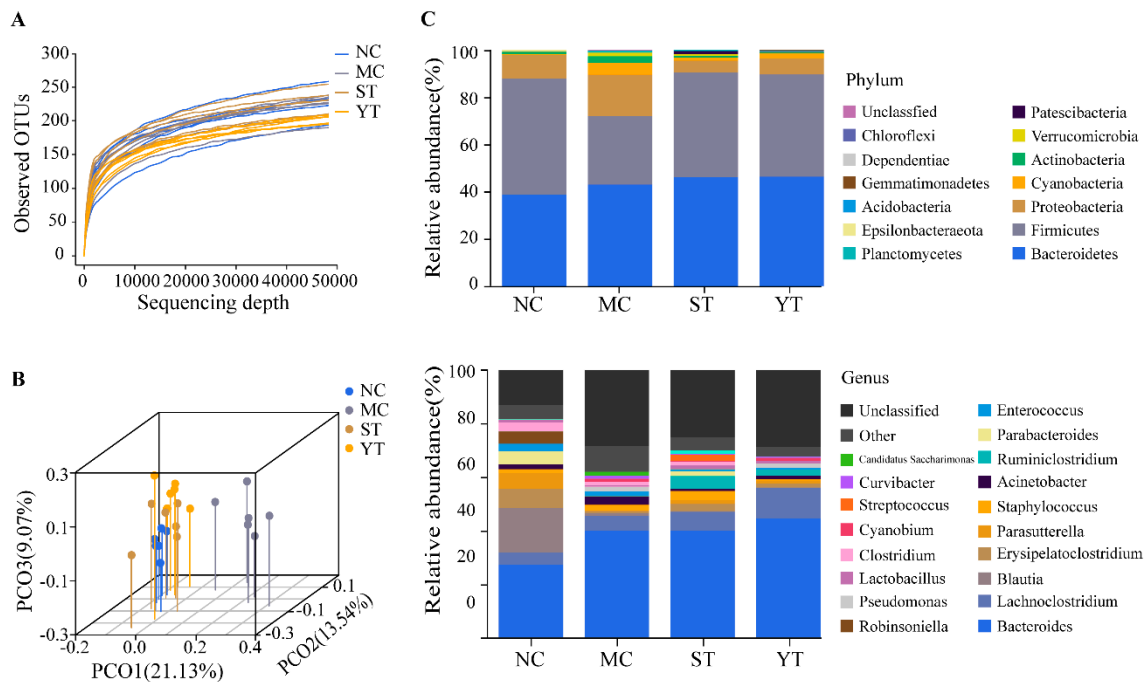 A
Observed OTUs
300
250
200
150
100
50
0
0 10000 20000 30000 40000 50000
Sequencing depth
NC
MC
ST
YT
B
NC
MC
ST
YT
PCO3(9.07%)
0.3
0.1
-0.1
-0.3
-0.2 0.0 0.2 0.4
PCO1(21.13%)
-0.3
-0.1
0.1
PCO2(13.54%)
C
Relative abundance(%)
100
80
60
40
20
0
NC MC ST YT
Phylum
Unclassfied
Chloroflexi
Dependentiae
Gemmatimonadetes
Acidobacteria
Epsilonbacteraeota
Planctomycetes
Patescibacteria
Verrucomicrobia
Actinobacteria
Cyanobacteria
Proteobacteria
Firmicutes
Bacteroidetes
Relative abundance(%)
100
80
60
40
20
0
NC MC ST YT
Genus
Unclassified
Other
Candidatus Saccharimonas
Curvibacter
Streptococcus
Cyanobium
Clostridium
Lactobacillus
Pseudomonas
Robinsoniella
Enterococcus
Parabacteroides
Ruminiclostridium
Acinetobacter
Staphylococcus
Parasutterella
Erysipelatoclostridium
Blautia
Lachnoclostridium
Bacteroides